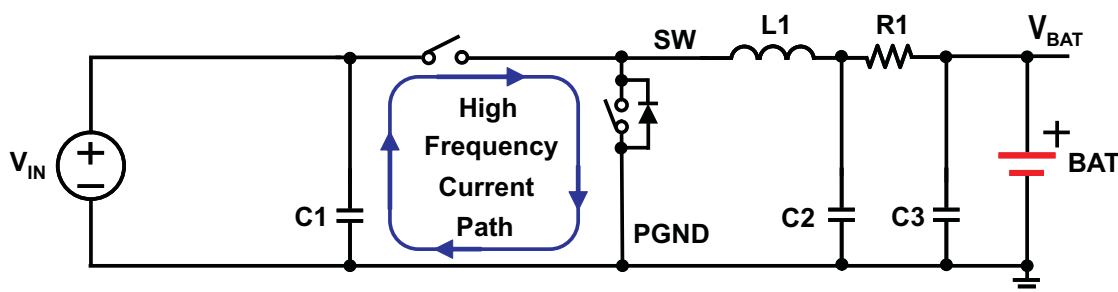 SW
L1
R1
VBAT
VIN
C1
High
Frequency
Current
Path
PGND
C2
C3
BAT